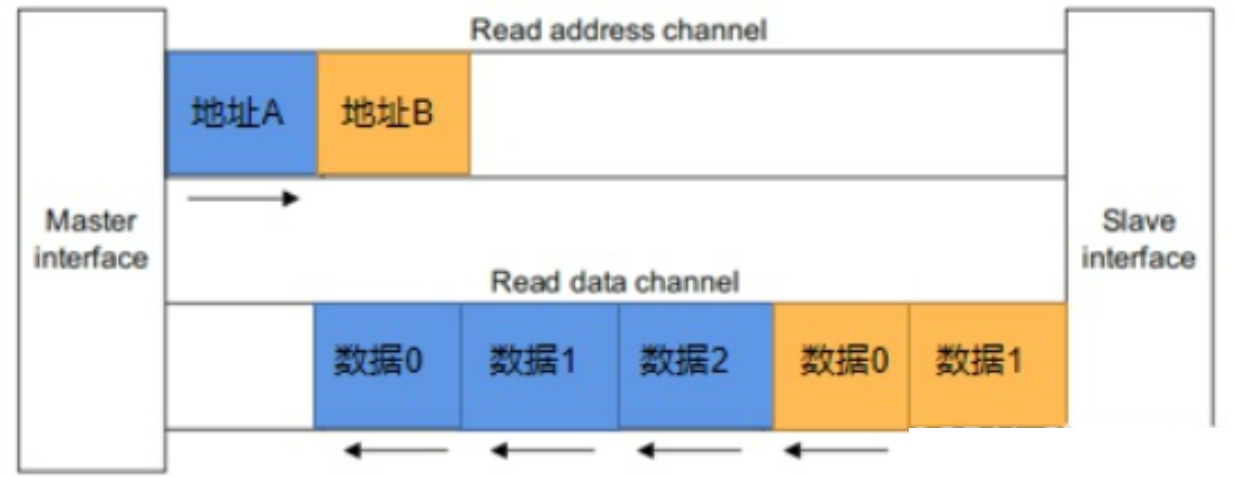 Read address channel
地址A
地址B
Master
interface
Slave
interface
Read data channel
数据0
数据1
数据2
数据0
数据1